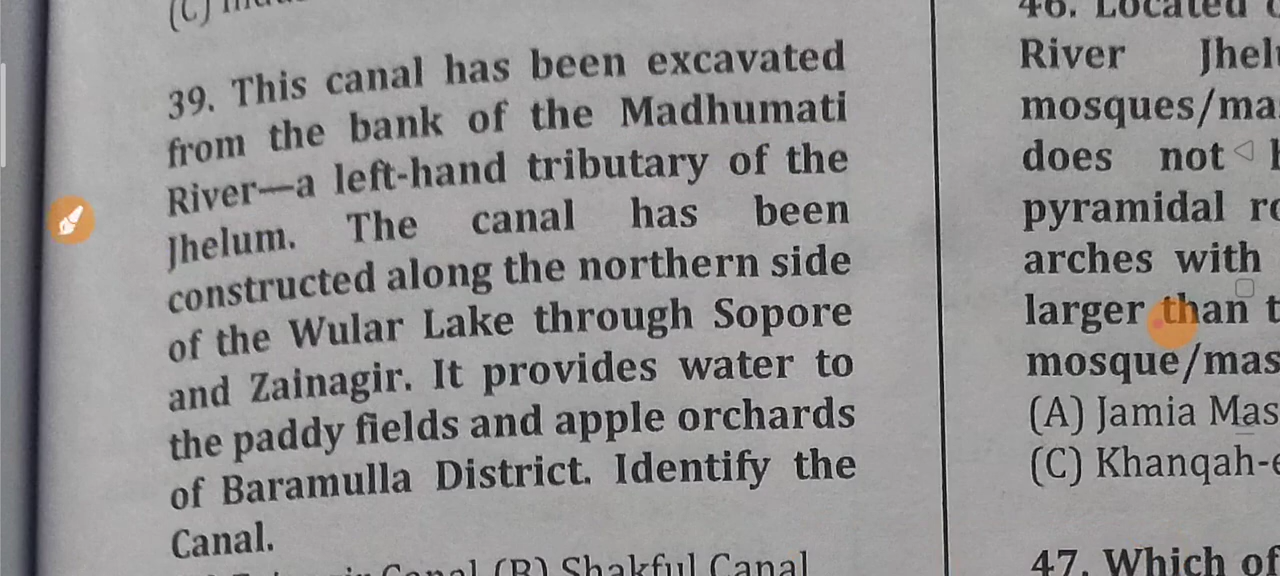 39. This canal has been excavated
from the bank of the Madhumati
River—a left-hand tributary of the
Jhelum. The canal has been
constructed along the northern side
of the Wular Lake through Sopore
and Zainagir. It provides water to
the paddy fields and apple orchards
of Baramulla District. Identify the
Canal.
Canal (B) Shakful Canal
46. Located
River Jhel
mosques/ma
does not
pyramidal
arches with
larger than
mosque/mas
(A) Jamia Mas
(C) Khanqah-e
47. Which of